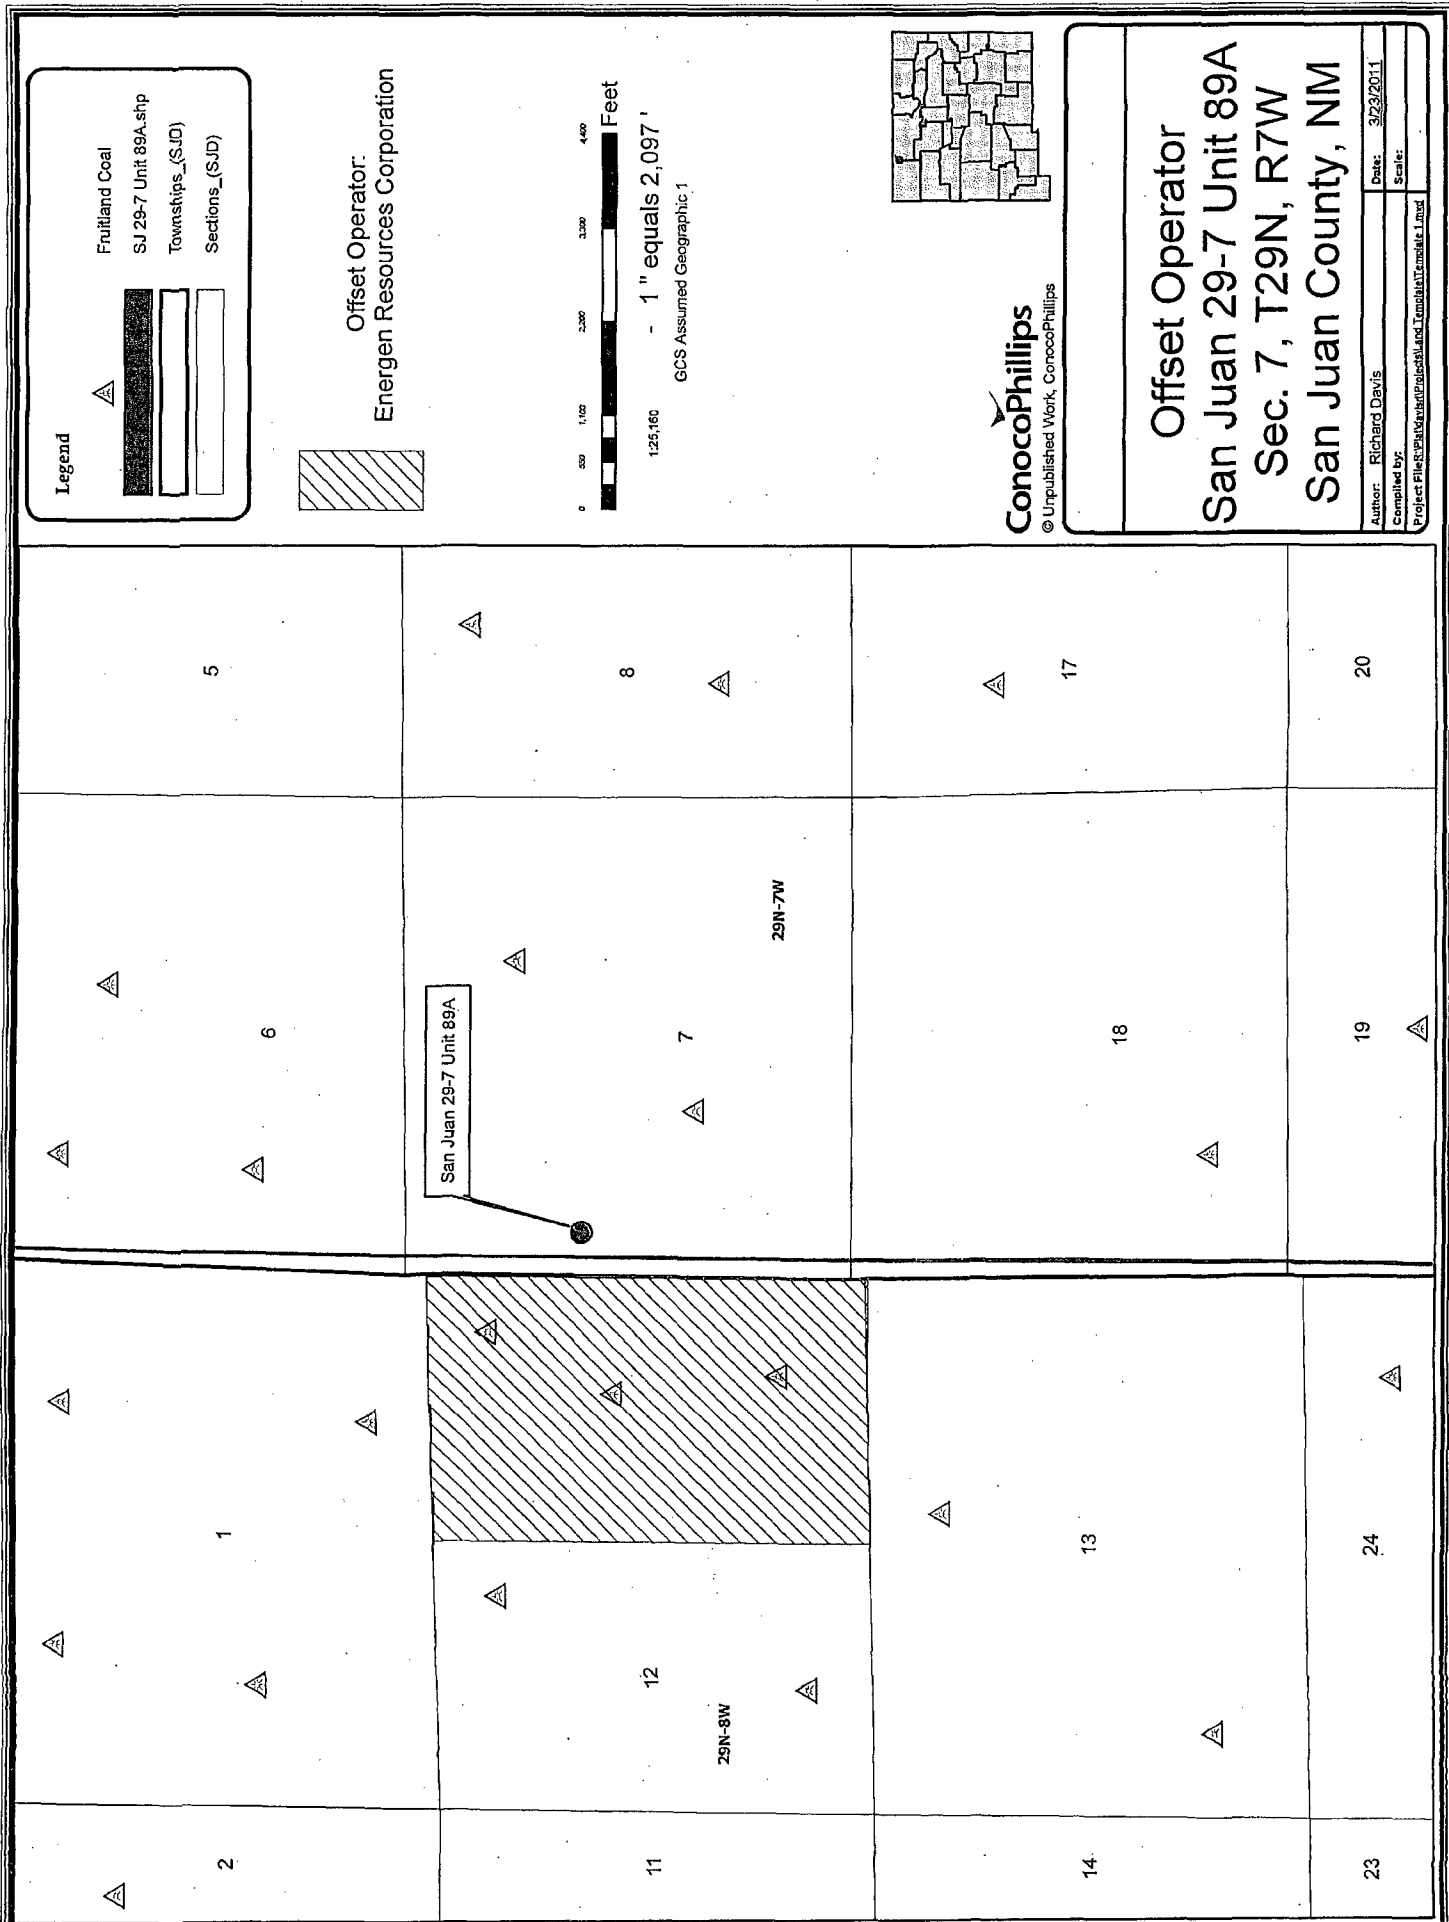 Legend
Fruitland Coal
SJ 29-7 Unit 89A.shp
Townships_(SJD)
Sections_(SJD)
Offset Operator:
Energen Resources Corporation
0 550 1,100 2,200 3,300 4,400
Feet
1:25,160 - 1 " equals 2,097 '
GCS Assumed Geographic 1
ConocoPhillips
© Unpublished Work, ConocoPhillips
Offset Operator
San Juan 29-7 Unit 89A
Sec. 7, T29N, R7W
San Juan County, NM
Author: Richard Davis
Date: 3/23/2011
Compiled by:
Scale:
Project File:
2
1
6
5
San Juan 29-7 Unit 89A
11
12
7
8
29N-8W
29N-7W
14
13
18
17
23
24
19
20